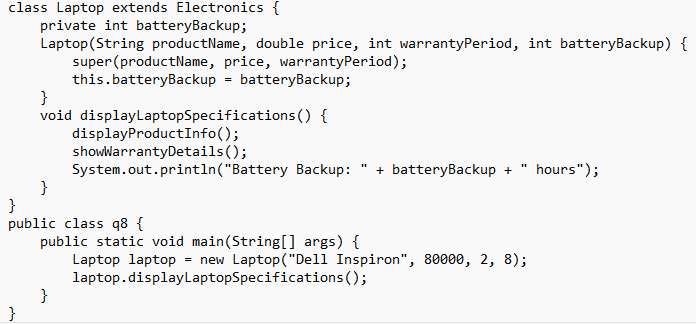 class Laptop extends Electronics {
    private int batteryBackup;
    Laptop(String productName, double price, int warrantyPeriod, int batteryBackup) {
        super(productName, price, warrantyPeriod);
        this.batteryBackup = batteryBackup;
    }
    void displayLaptopSpecifications() {
        displayProductInfo();
        showWarrantyDetails();
        System.out.println("Battery Backup: " + batteryBackup + " hours");
    }
}
public class q8 {
    public static void main(String[] args) {
        Laptop laptop = new Laptop("Dell Inspiron", 80000, 2, 8);
        laptop.displayLaptopSpecifications();
    }
}